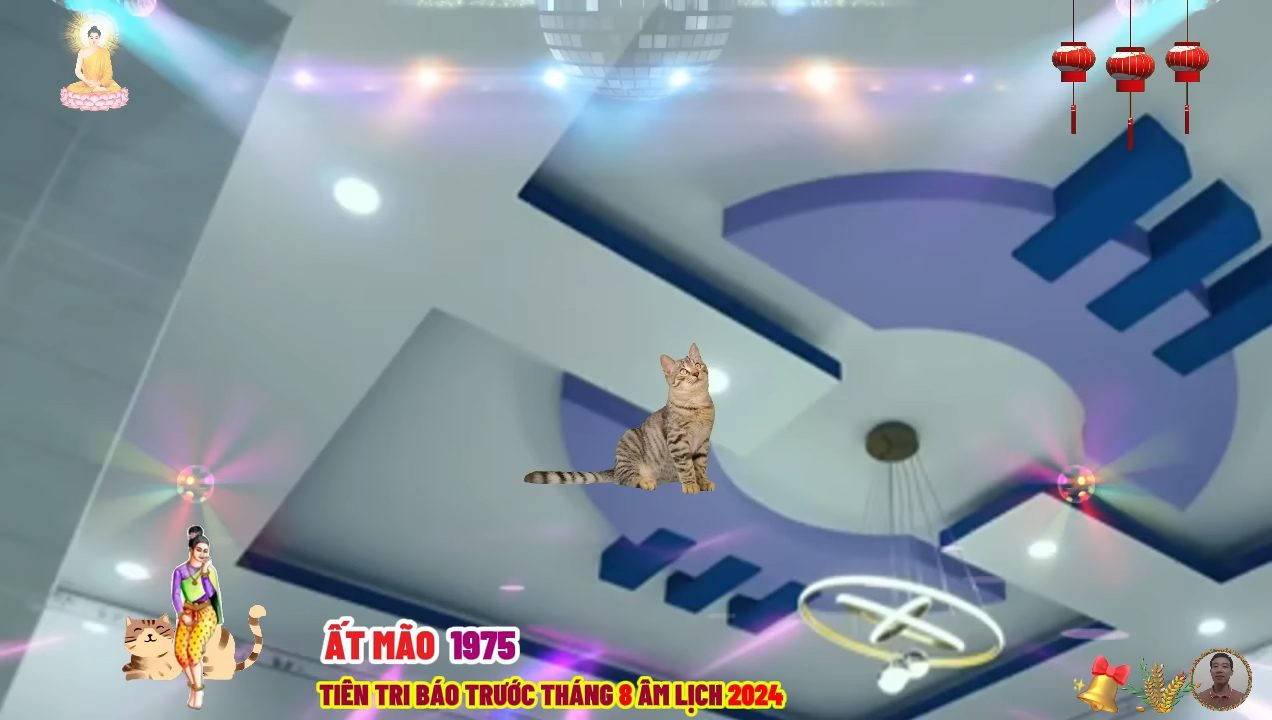 ẤT MÃO 1975
TIÊN TRI BÁO TRƯỚC THÁNG 8 ÂM LỊCH 2024